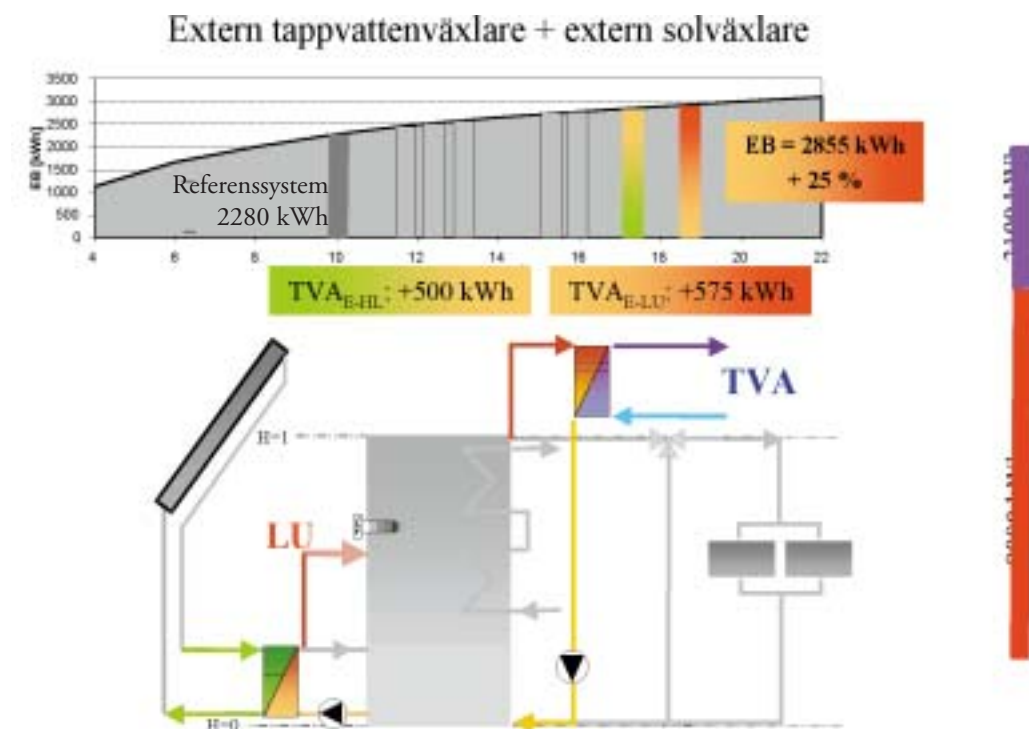 Extern tappvattenväxlare + extern solväxlare
3500
3000
2500
2000
1500
1000
500
0
EB [kWh]
Referenssystem
2280 kWh
EB = 2855 kWh
+ 25 %
4 6 8 10 12 14 16 18 20 22
TVA E-HL: +500 kWh
TVA E-LU: +575 kWh
TVA
H=1
LU
H=0